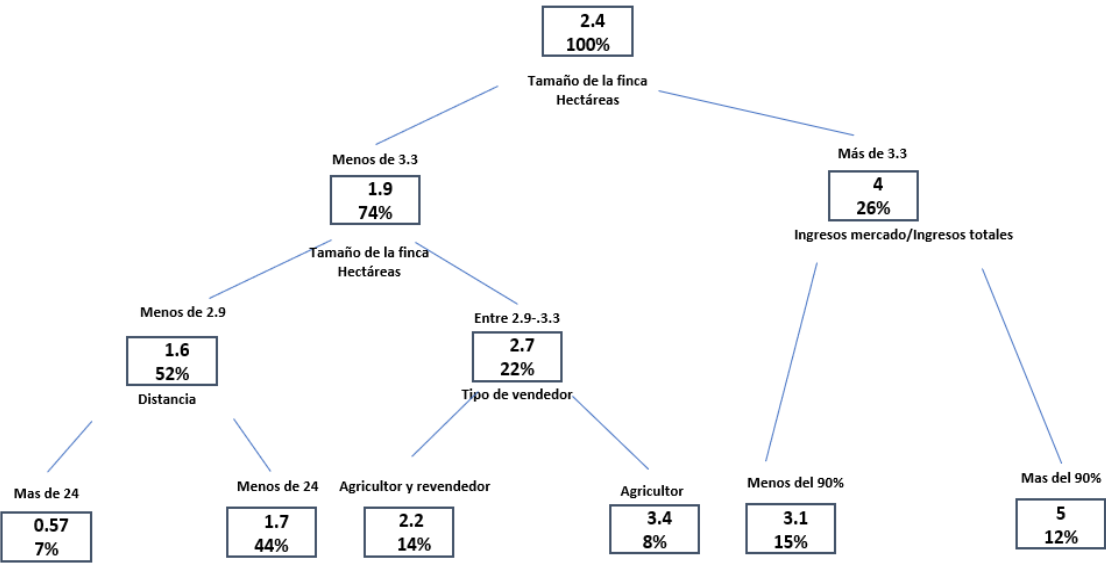 2.4
100%
Tamaño de la finca
Hectáreas
Menos de 3.3
1.9
74%
Más de 3.3
4
26%
Tamaño de la finca
Hectáreas
Ingresos mercado/Ingresos totales
Menos de 2.9
1.6
52%
Distancia
Entre 2.9-.3.3
2.7
22%
Tipo de vendedor
Mas de 24
0.57
7%
Menos de 24
1.7
44%
Agricultor y revendedor
2.2
14%
Agricultor
3.4
8%
Menos del 90%
3.1
15%
Mas del 90%
5
12%